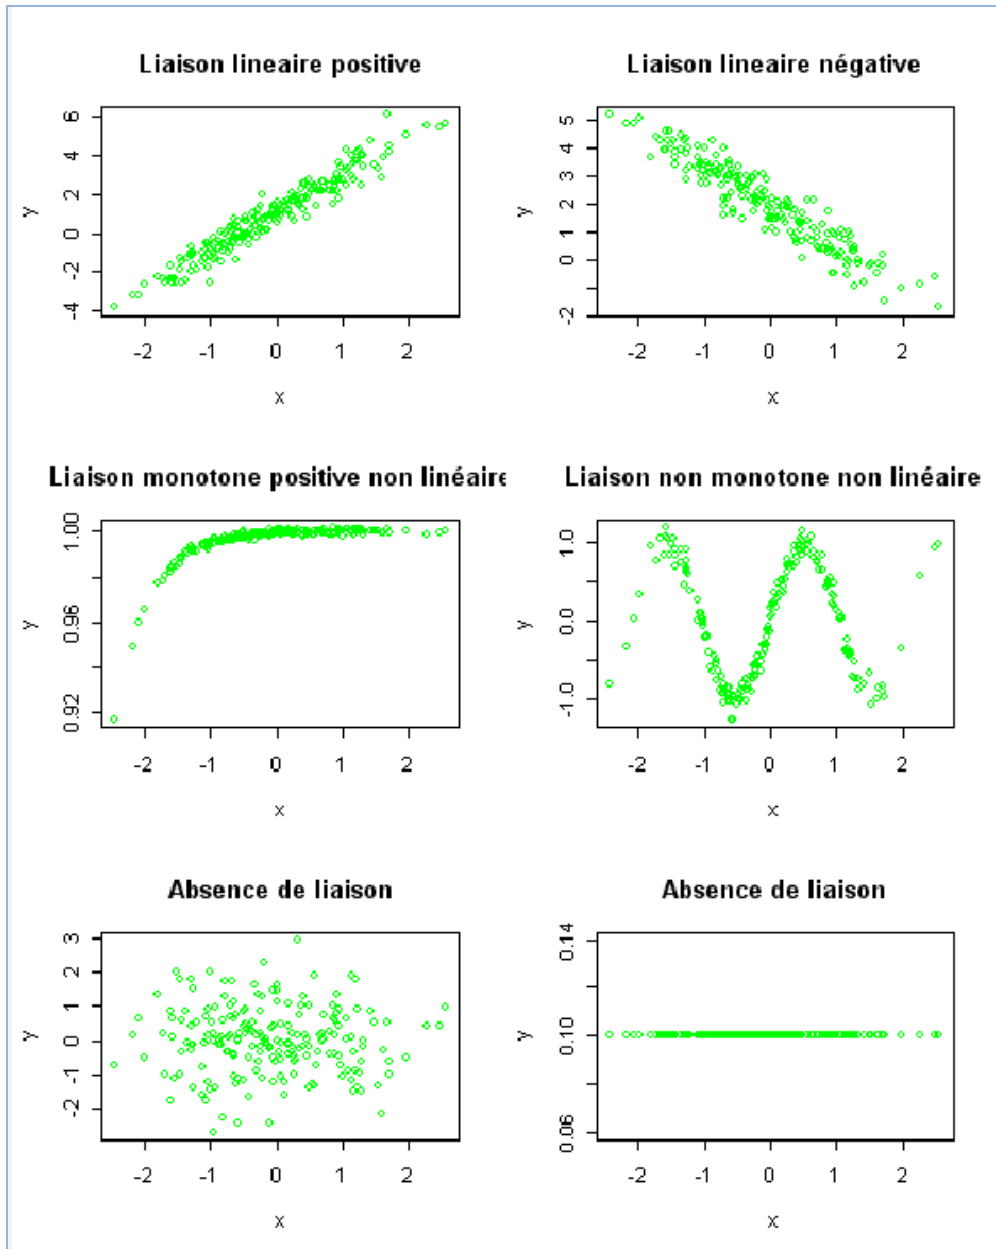 Liaison lineaire positive
6
4
2
0
-2
-4
y
-2 -1 0 1 2
x
Liaison lineaire négative
5
4
3
2
1
0
-2
y
-2 -1 0 1 2
x
Liaison monotone positive non linéaire
1.00
0.96
0.92
y
-2 -1 0 1 2
x
Liaison non monotone non linéaire
1.0
0.0
-1.0
y
-2 -1 0 1 2
x
Absence de liaison
3
2
1
0
-1
-2
y
-2 -1 0 1 2
x
Absence de liaison
0.14
0.10
0.06
y
-2 -1 0 1 2
x